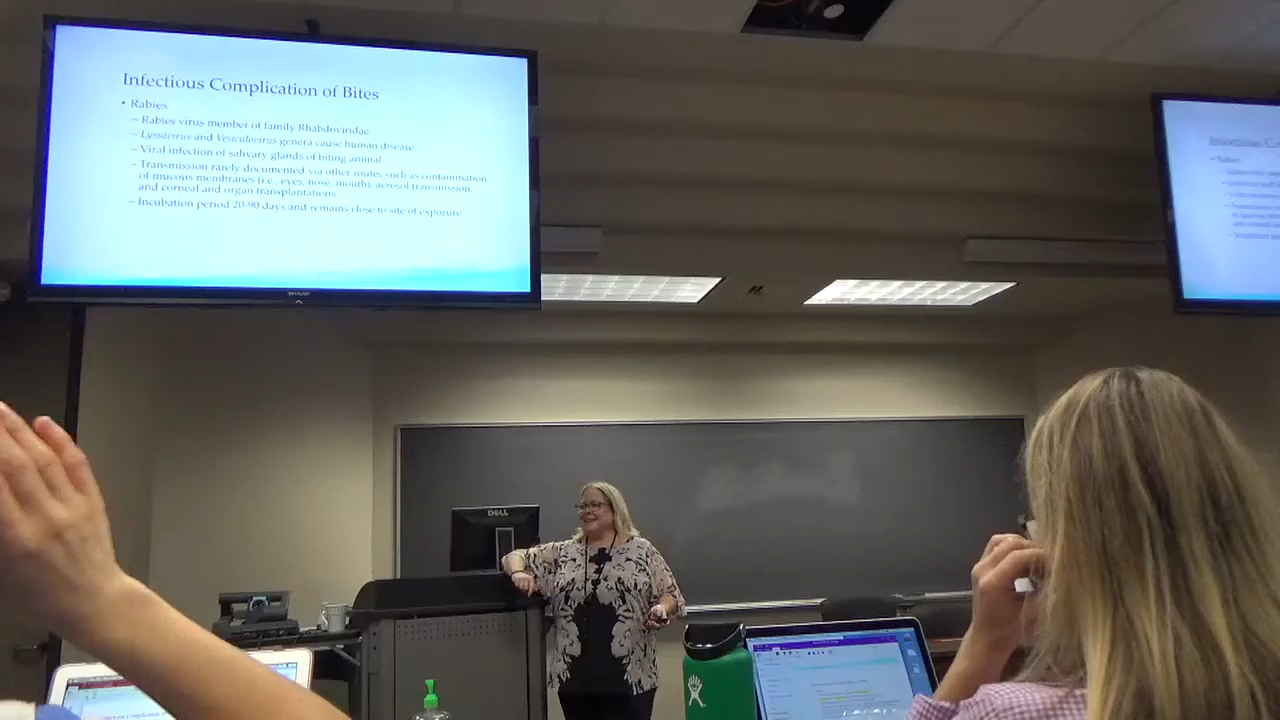 Infectious Complication of Bites
• Rabies
– Rabies virus member of family Rhabdoviridae
– Lyssavirus and Vesiculovirus genera cause human disease
– Viral infection of salivary glands of biting animal
– Transmission rarely documented via other routes such as contamination
of mucous membranes (i.e., eyes, nose, mouth), aerosol transmission,
and corneal and organ transplantations
– Incubation period 20-90 days and remains close to site of exposure
SHARP
DELL